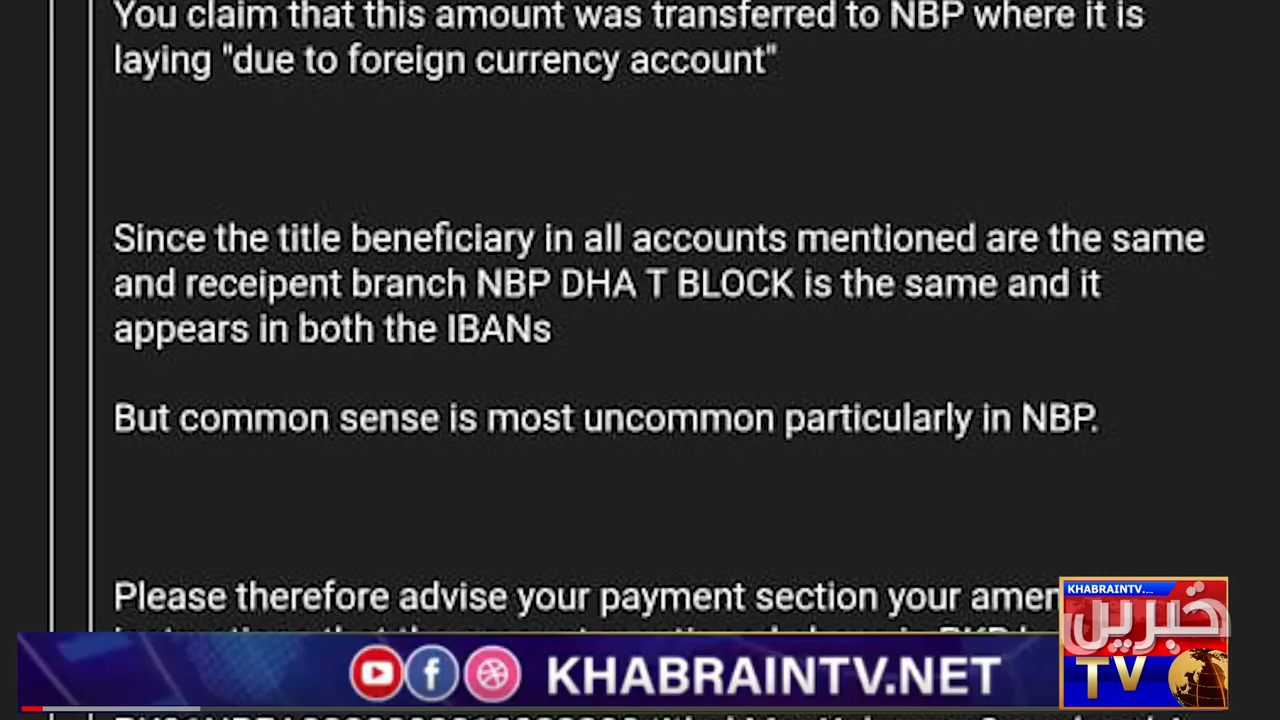 You claim that this amount was transferred to NBP where it is
laying "due to foreign currency account"
Since the title beneficiary in all accounts mentioned are the same
and receipent branch NBP DHA T BLOCK is the same and it
appears in both the IBANs
But common sense is most uncommon particularly in NBP.
Please therefore advise your payment section your amen
KHABRAINTV...
خبریں
TV
KHABRAINTV.NET